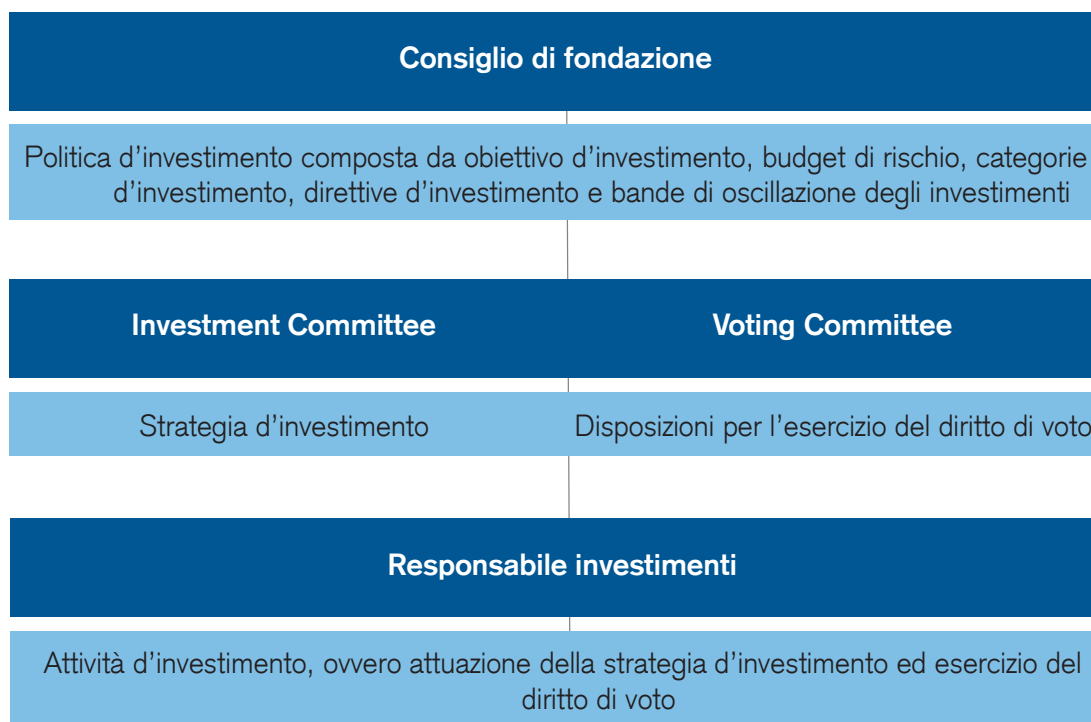 Consiglio di fondazione
Politica d’investimento composta da obiettivo d’investimento, budget di rischio, categorie
d’investimento, direttive d’investimento e bande di oscillazione degli investimenti
Investment Committee
Voting Committee
Strategia d’investimento
Disposizioni per l’esercizio del diritto di voto
Responsabile investimenti
Attività d’investimento, ovvero attuazione della strategia d’investimento ed esercizio del
diritto di voto